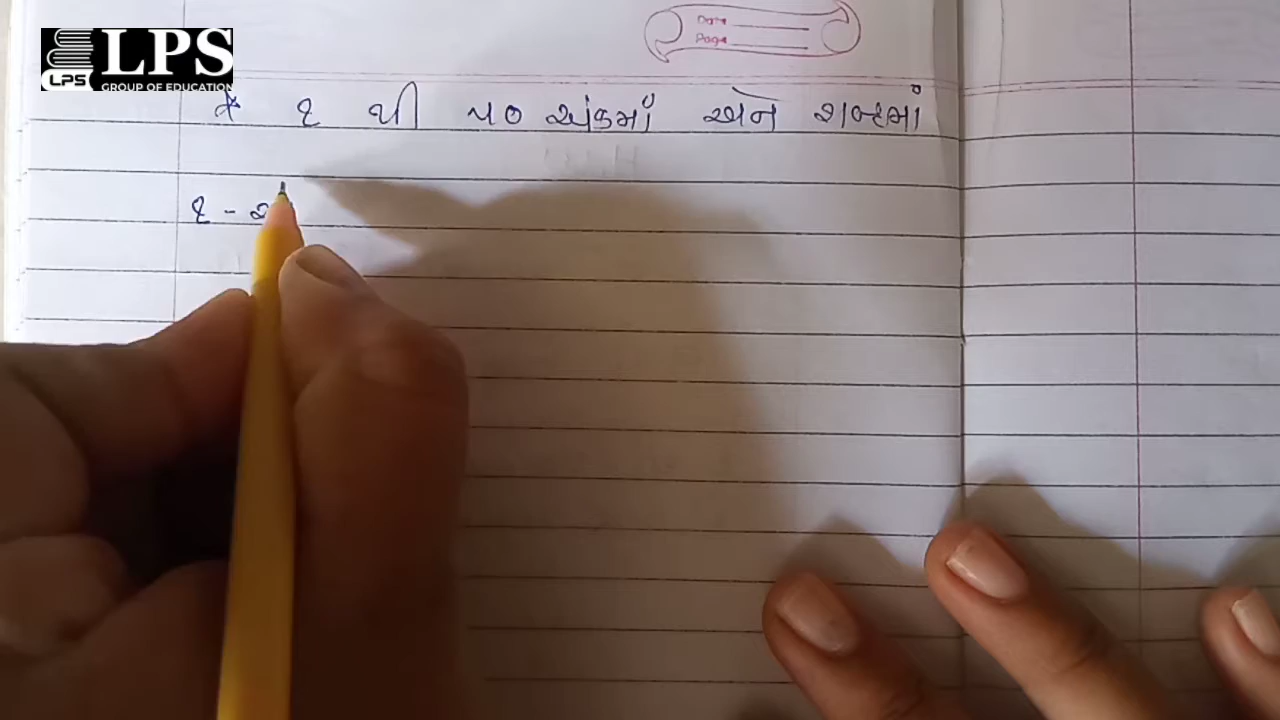 LPS
LPS
GROUP OF EDUCATION
Date
Page
* ૧ થી ૫૦ અંકમાં અને શબ્દમાં
૧ -